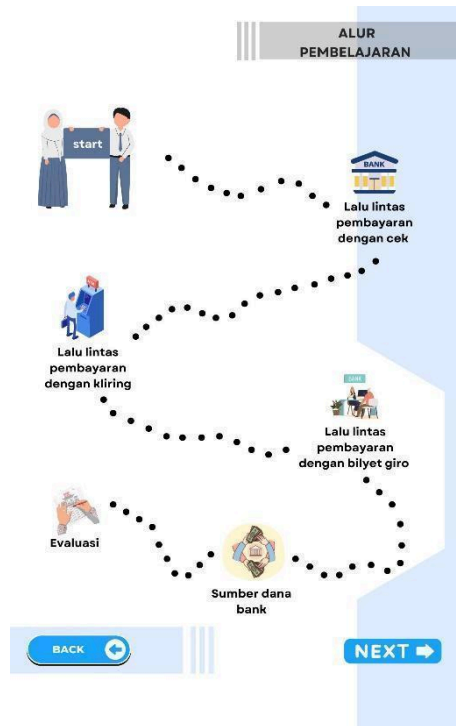 ALUR
PEMBELAJARAN
start
BANK
Lalu lintas
pembayaran
dengan cek
Lalu lintas
pembayaran
dengan kliring
BANK
Lalu lintas
pembayaran
dengan bilyet giro
Evaluasi
Sumber dana
bank
BACK
NEXT